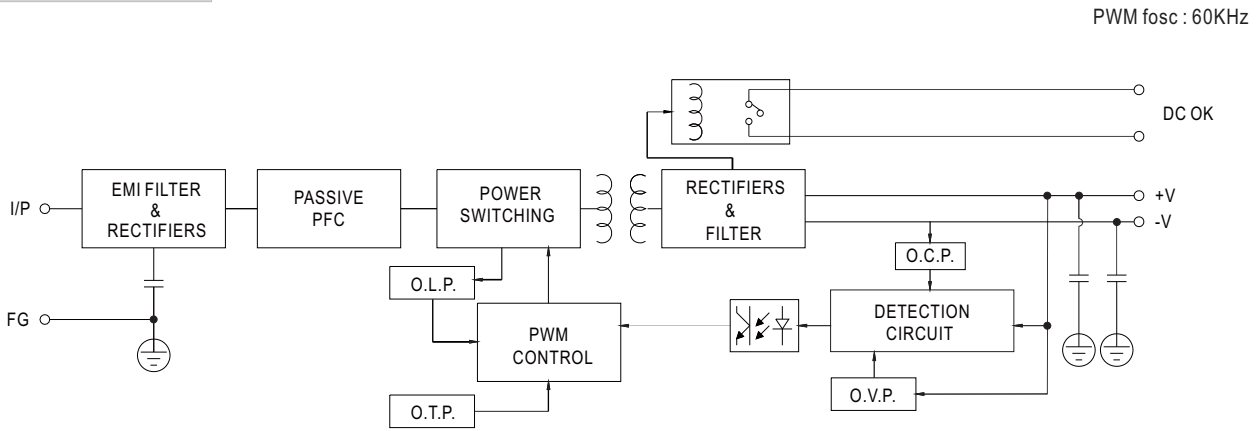 PWM fosc : 60KHz
DC OK
I/P
EMI FILTER
&
RECTIFIERS
PASSIVE
PFC
POWER
SWITCHING
RECTIFIERS
&
FILTER
+V
-V
O.C.P.
O.L.P.
FG
PWM
CONTROL
DETECTION
CIRCUIT
O.T.P.
O.V.P.